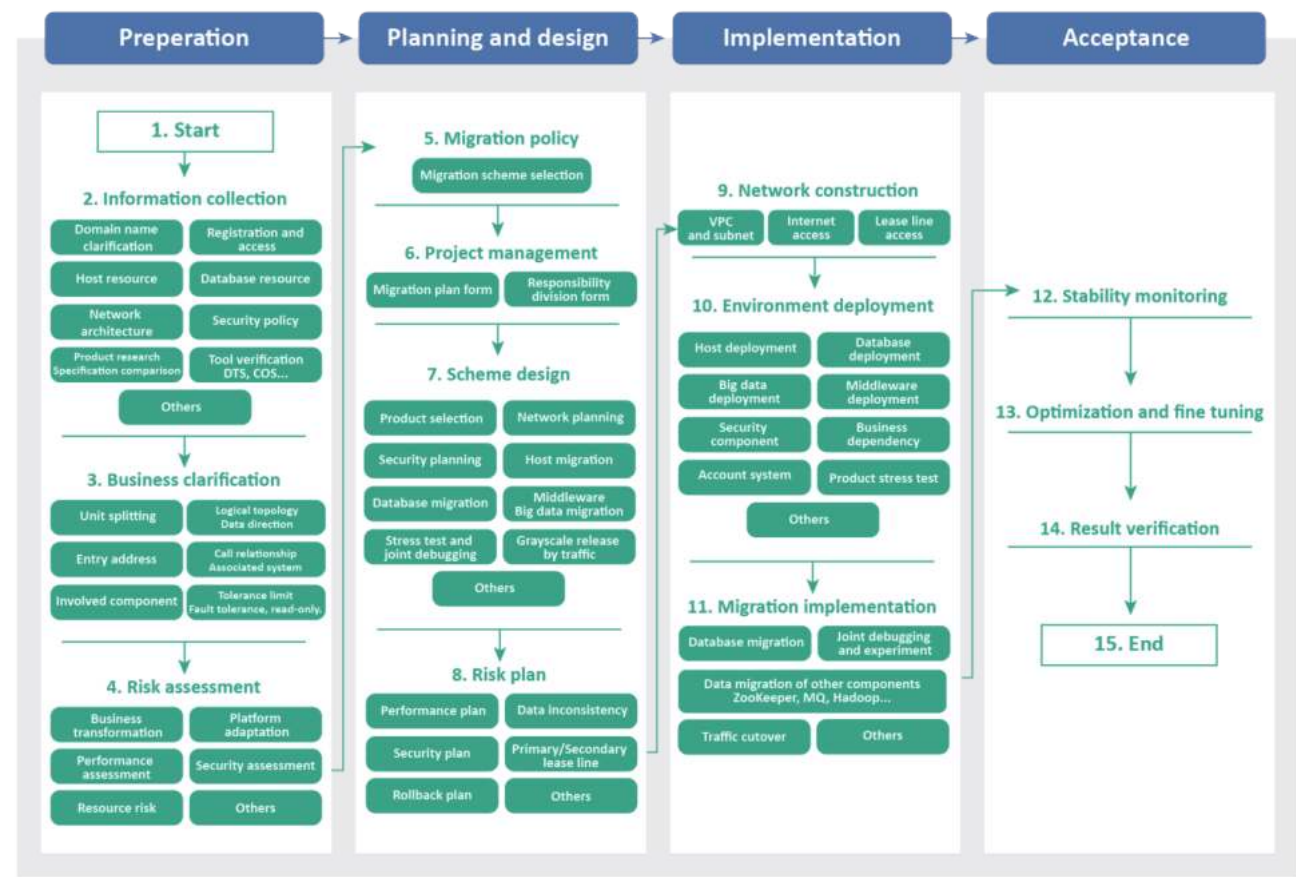 Preperation
Planning and design
Implementation
Acceptance
1. Start
2. Information collection
Domain name
clarification
Registration and
access
Host resource
Database resource
Network
architecture
Security policy
Product research
Specification comparison
Tool verification
DTS, COS...
Others
3. Business clarification
Unit splitting
Logical topology
Data direction
Entry address
Call relationship
Associated system
Involved component
Tolerance limit
Fault tolerance, read-only.
4. Risk assessment
Business
transformation
Platform
adaptation
Performance
assessment
Security assessment
Resource risk
Others
5. Migration policy
Migration scheme selection
6. Project management
Migration plan form
Responsibility
division form
7. Scheme design
Product selection
Network planning
Security planning
Host migration
Database migration
Middleware
Big data migration
Stress test and
joint debugging
Grayscale release
by traffic
Others
8. Risk plan
Performance plan
Data inconsistency
Security plan
Primary/Secondary
lease line
Rollback plan
Others
9. Network construction
VPC
and subnet
Internet
access
Lease line
access
10. Environment deployment
Host deployment
Database
deployment
Big data
deployment
Middleware
deployment
Security
component
Business
dependency
Account system
Product stress test
Others
11. Migration implementation
Database migration
Joint debugging
and experiment
Data migration of other components
ZooKeeper, MQ, Hadoop...
Traffic cutover
Others
12. Stability monitoring
13. Optimization and fine tuning
14. Result verification
15. End